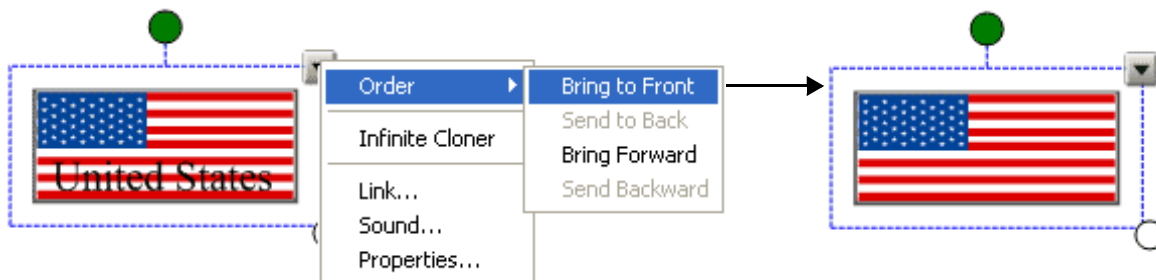 Order
Bring to Front
Send to Back
Infinite Cloner
Bring Forward
United States
Link...
Send Backward
Sound...
Properties...